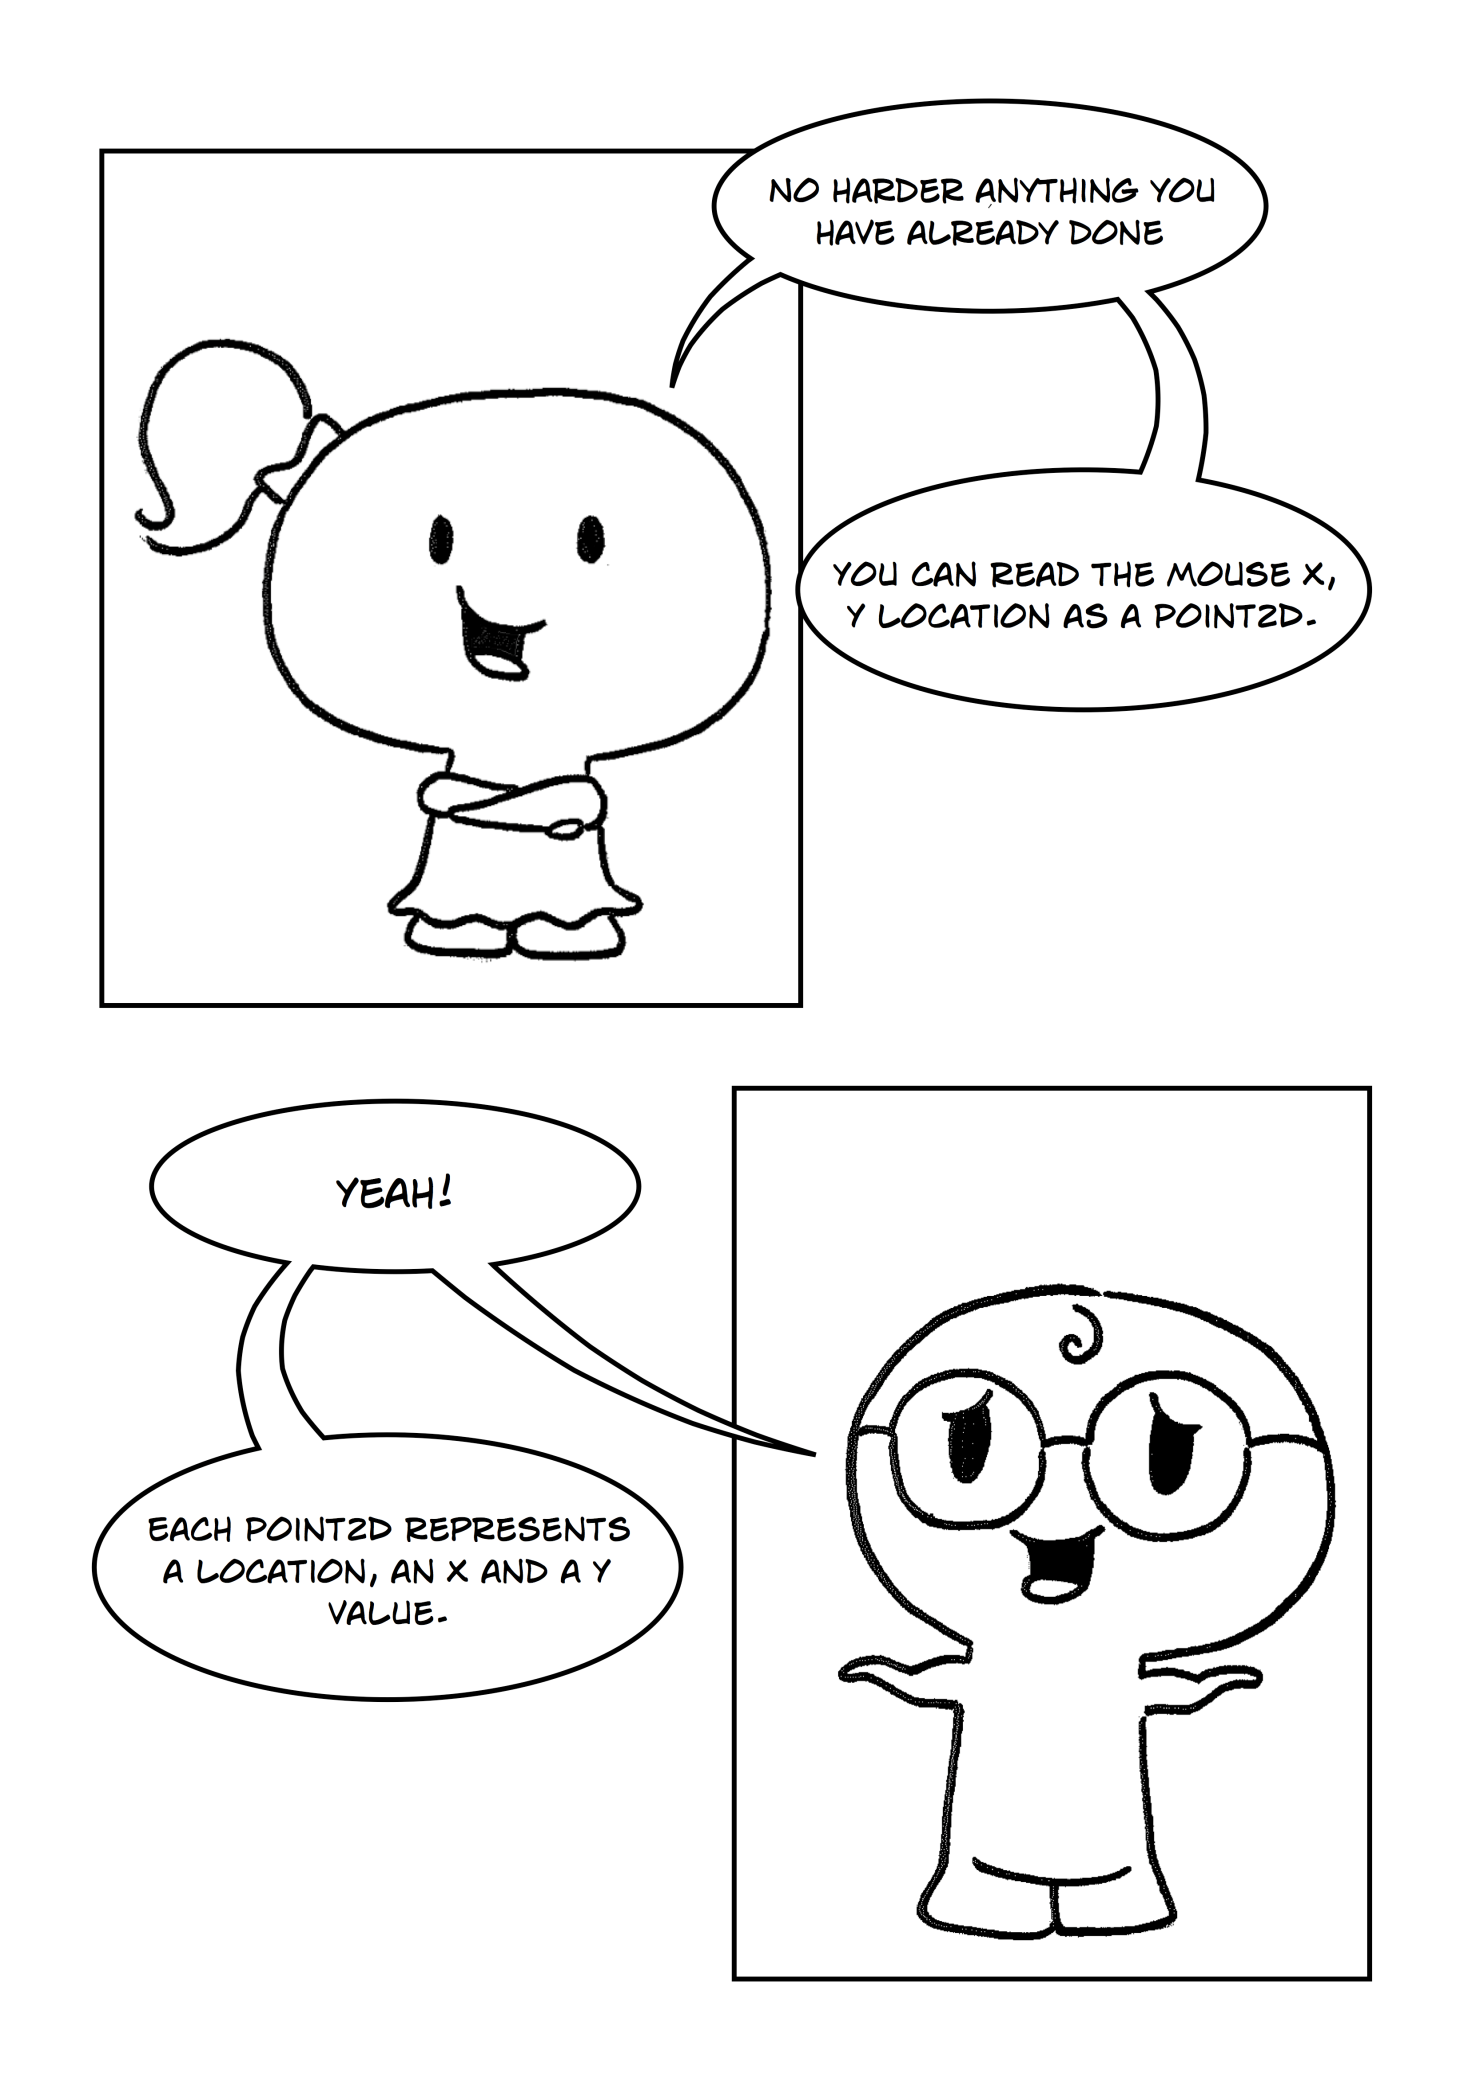 NO HARDER ANYTHING YOU
HAVE ALREADY DONE
YOU CAN READ THE MOUSE X,
Y LOCATION AS A POINT2D.
YEAH!
EACH POINT2D REPRESENTS
A LOCATION, AN X AND A Y
VALUE.